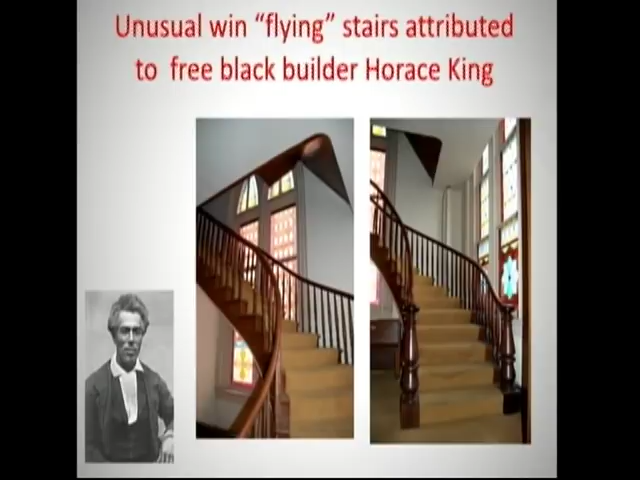 Unusual win “flying” stairs attributed
to free black builder Horace King